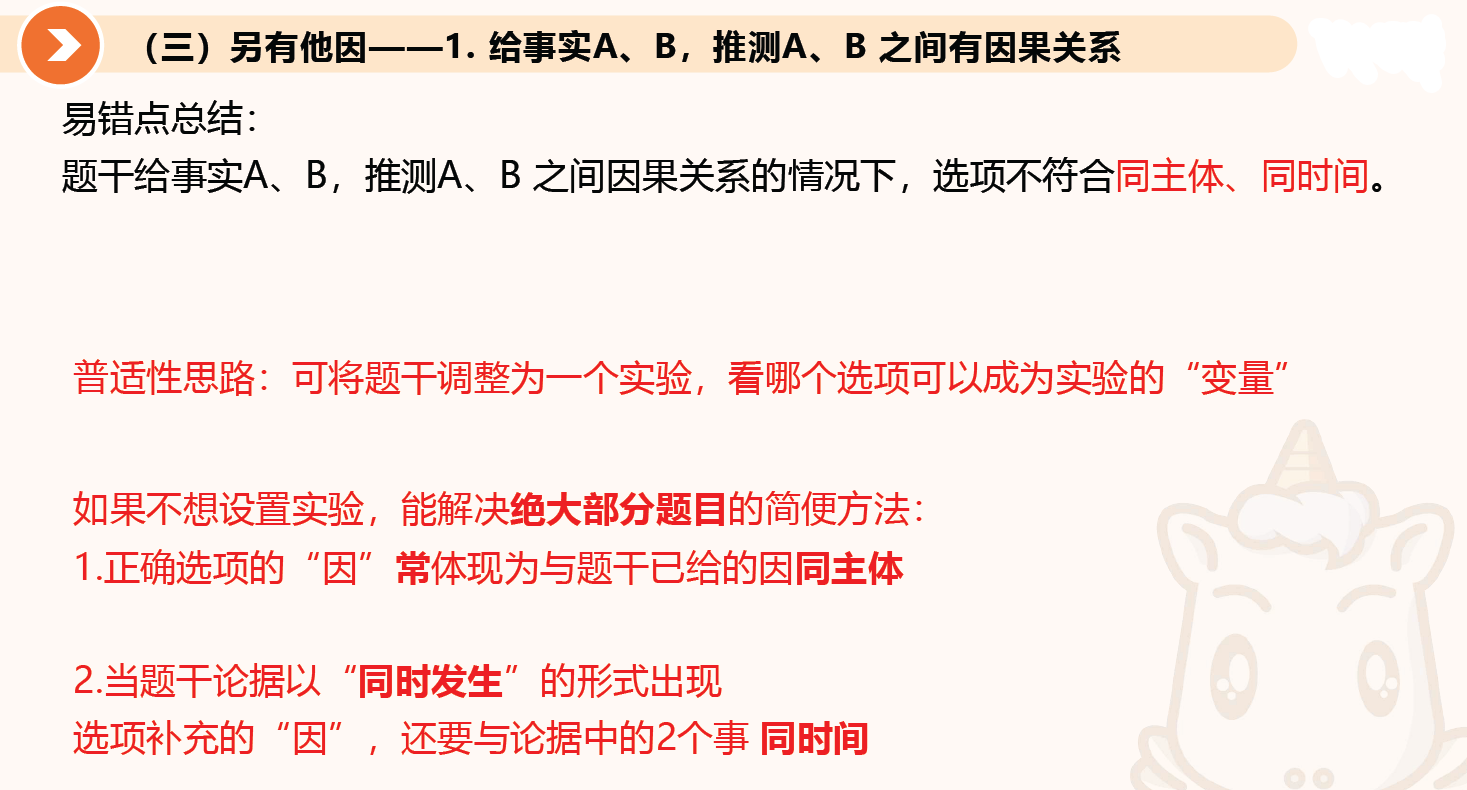 （三）另有他因——1. 给事实A、B，推测A、B 之间有因果关系
易错点总结：
题干给事实A、B，推测A、B 之间因果关系的情况下，选项不符合同主体、同时间。
普适性思路：可将题干调整为一个实验，看哪个选项可以成为实验的“变量”
如果不想设置实验，能解决绝大部分题目的简便方法：
1.正确选项的“因”常体现为与题干已给的因同主体
2.当题干论据以“同时发生”的形式出现
选项补充的“因”，还要与论据中的2个事 同时间